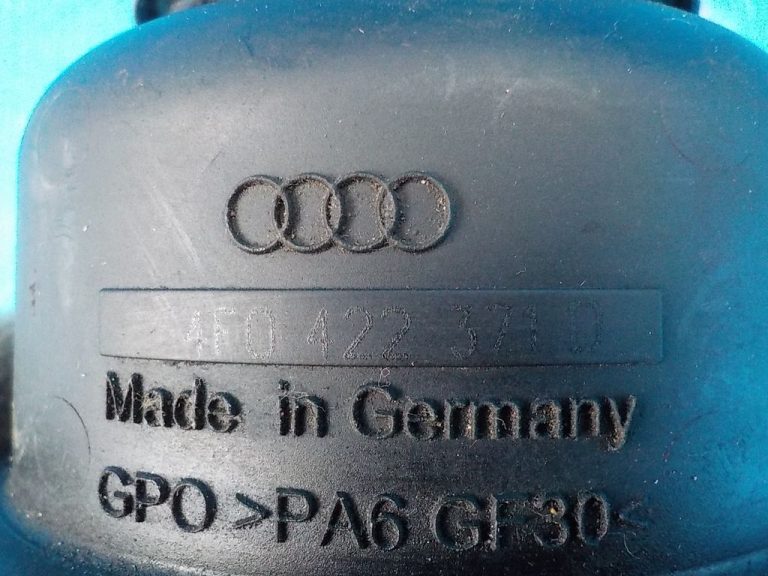 4F0 422 371 D
Made in Germany
GPO >PA6 GF30<